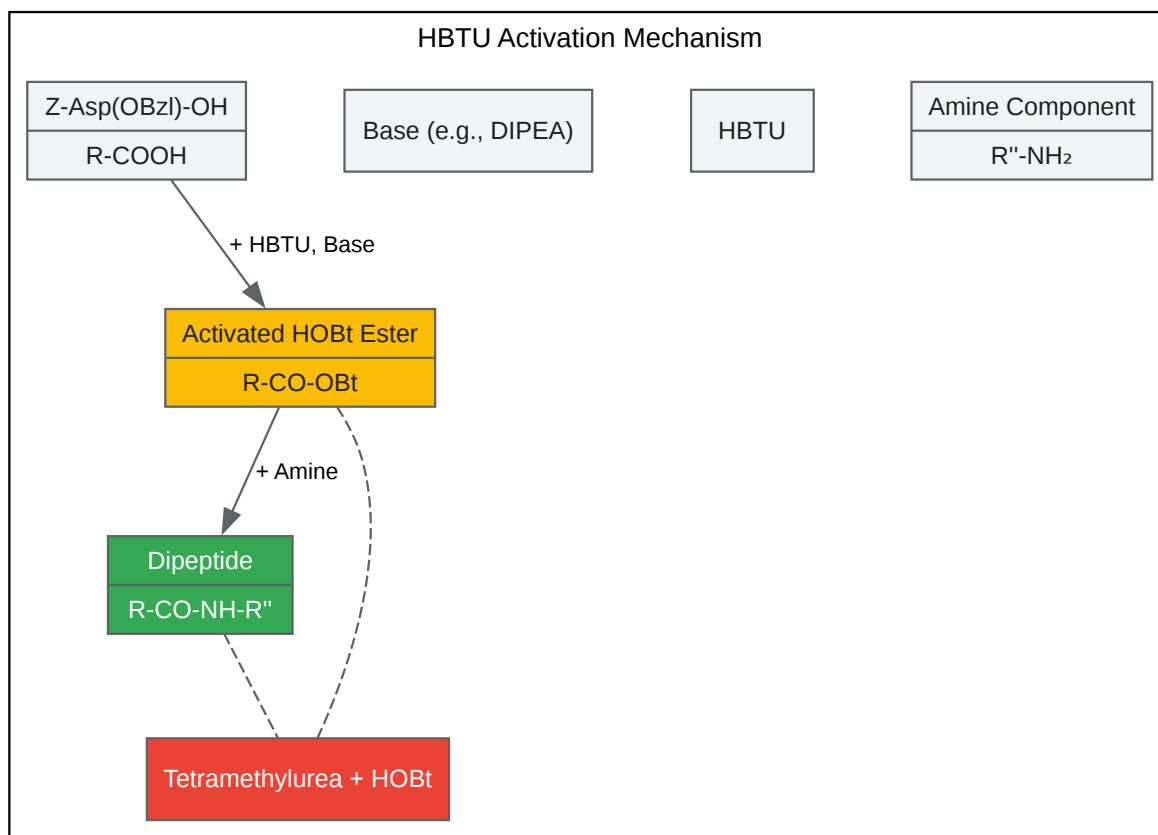 HBTU Activation Mechanism
Z-Asp(OBzl)-OH
R-COOH
Base (e.g., DIPEA)
HBTU
Amine Component
R''-NH₂
+ HBTU, Base
Activated HOBt Ester
R-CO-OBt
+ Amine
Dipeptide
R-CO-NH-R''
Tetramethylurea + HOBt